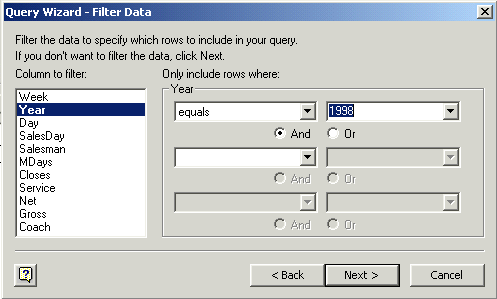 Query Wizard - Filter Data
Filter the data to specify which rows to include in your query.
If you don't want to filter the data, click Next.
Column to filter:
Only include rows where:
Week
Year
Day
SalesDay
Salesman
MDays
Closes
Service
Net
Gross
Coach
Year
equals
1998
And
Or
And
Or
And
Or
< Back
Next >
Cancel